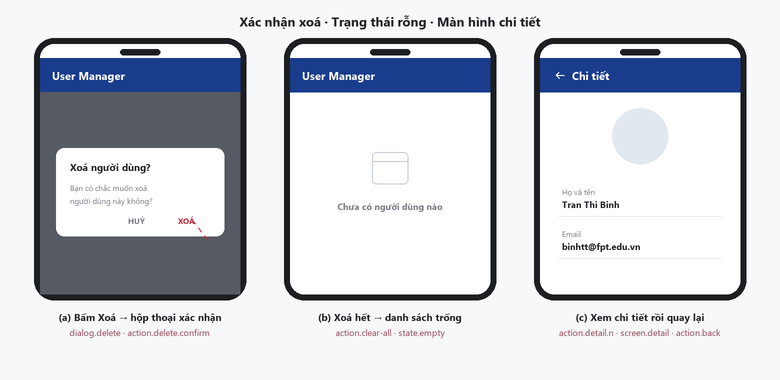 Xác nhận xoá · Trạng thái rỗng · Màn hình chi tiết
User Manager
Xoá người dùng?
Bạn có chắc muốn xoá
người dùng này không?
HUỶ XOÁ
(a) Bấm Xoá → hộp thoại xác nhận
dialog.delete · action.delete.confirm
User Manager
Chưa có người dùng nào
(b) Xoá hết → danh sách trống
action.clear-all · state.empty
← Chi tiết
Họ và tên
Tran Thi Binh
Email
binhtt@fpt.edu.vn
(c) Xem chi tiết rồi quay lại
action.detail.n · screen.detail · action.back